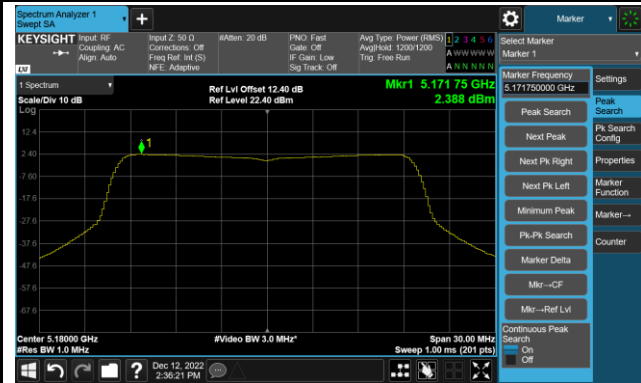 Spectrum Analyzer 1
Swept SA
Marker
KEYSIGHT
Input: RF
Coupling: AC
Align: Auto
Input Z: 50 Ω
Corrections: Off
Freq Ref: Int (S)
NFE: Adaptive
#Atten: 20 dB
PNO: Fast
Gate: Off
IF Gain: Low
Sig Track: Off
Avg Type: Power (RMS)
Avg|Hold: 1200/1200
Trig: Free Run
1 2 3 4 5 6
A W W W W W
A N N N N N
LXI
Select Marker
Marker 1
1 Spectrum
Scale/Div 10 dB
Log
Ref Lvl Offset 12.40 dB
Ref Level 22.40 dBm
Mkr1 5.171 75 GHz
2.388 dBm
12.4
2.40
-7.60
-17.6
-27.6
-37.6
-47.6
-57.6
-67.6
1
Center 5.18000 GHz
#Res BW 1.0 MHz
#Video BW 3.0 MHz*
Span 30.00 MHz
Sweep 1.00 ms (201 pts)
Marker Frequency
5.171750000 GHz
Peak Search
Next Peak
Next Pk Right
Next Pk Left
Minimum Peak
Pk-Pk Search
Marker Delta
Mkr→CF
Mkr→Ref Lvl
Continuous Peak
Search
On
Off
Settings
Peak
Search
Pk Search
Config
Properties
Marker
Function
Marker→
Counter
?
Dec 12, 2022
2:36:21 PM